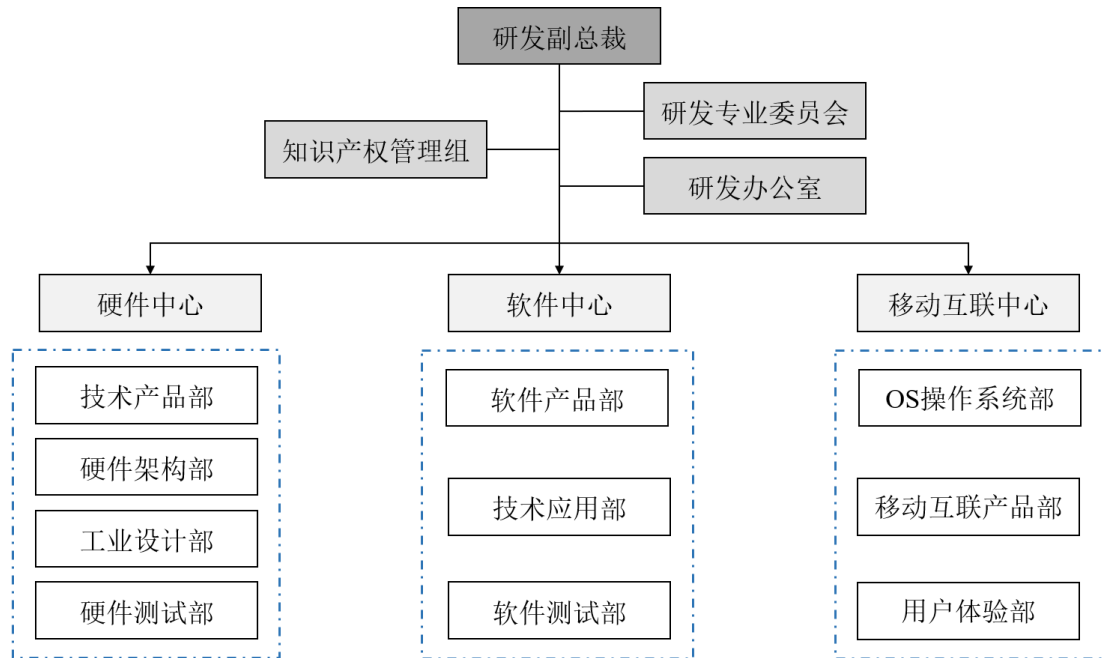 研发副总裁
研发专业委员会
知识产权管理组
研发办公室
硬件中心
软件中心
移动互联中心
技术产品部
硬件架构部
工业设计部
硬件测试部
软件产品部
技术应用部
软件测试部
OS操作系统部
移动互联产品部
用户体验部